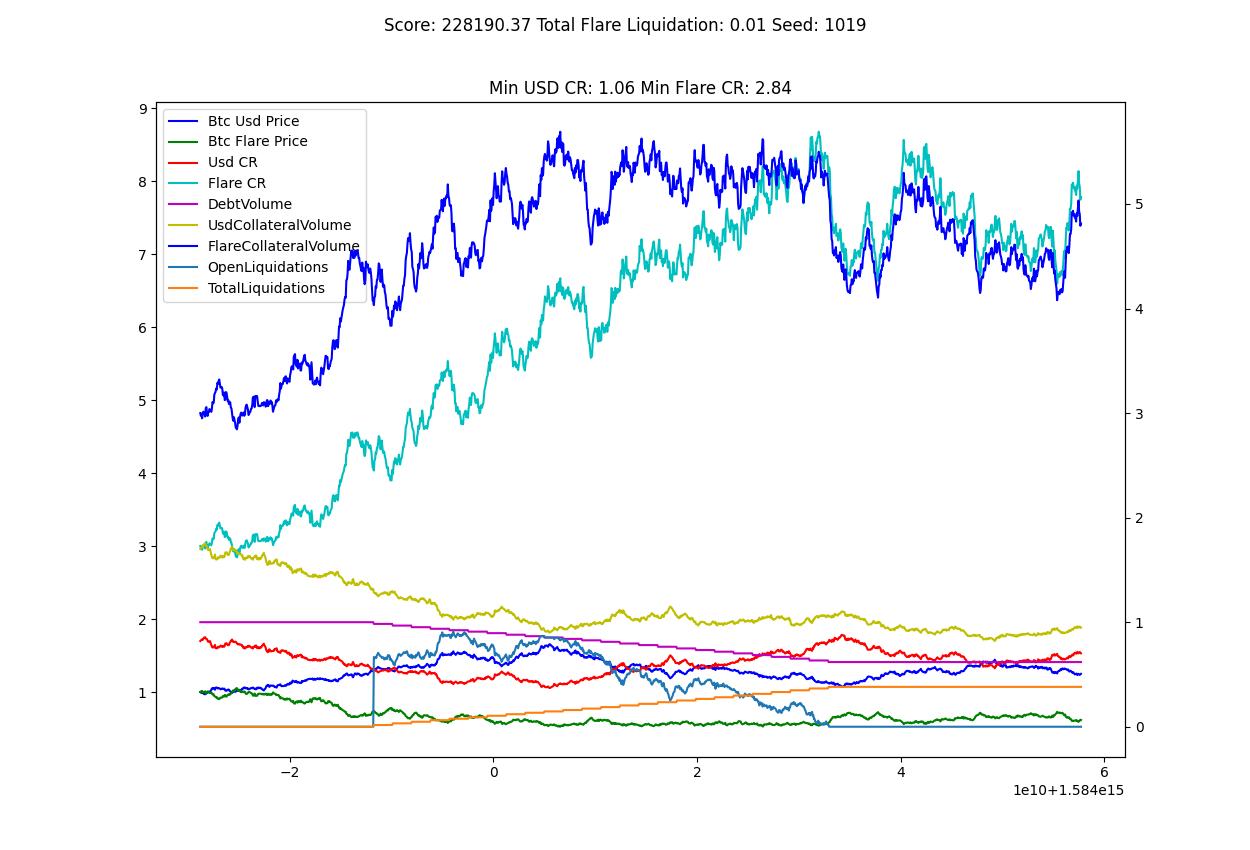 Score: 228190.37 Total Flare Liquidation: 0.01 Seed: 1019
Min USD CR: 1.06 Min Flare CR: 2.84
Btc Usd Price
Btc Flare Price
Usd CR
Flare CR
DebtVolume
UsdCollateralVolume
FlareCollateralVolume
OpenLiquidations
TotalLiquidations
9
8
7
6
5
4
3
2
1
5
4
3
2
1
0
−2
0
2
4
6
1e10+1.584e15